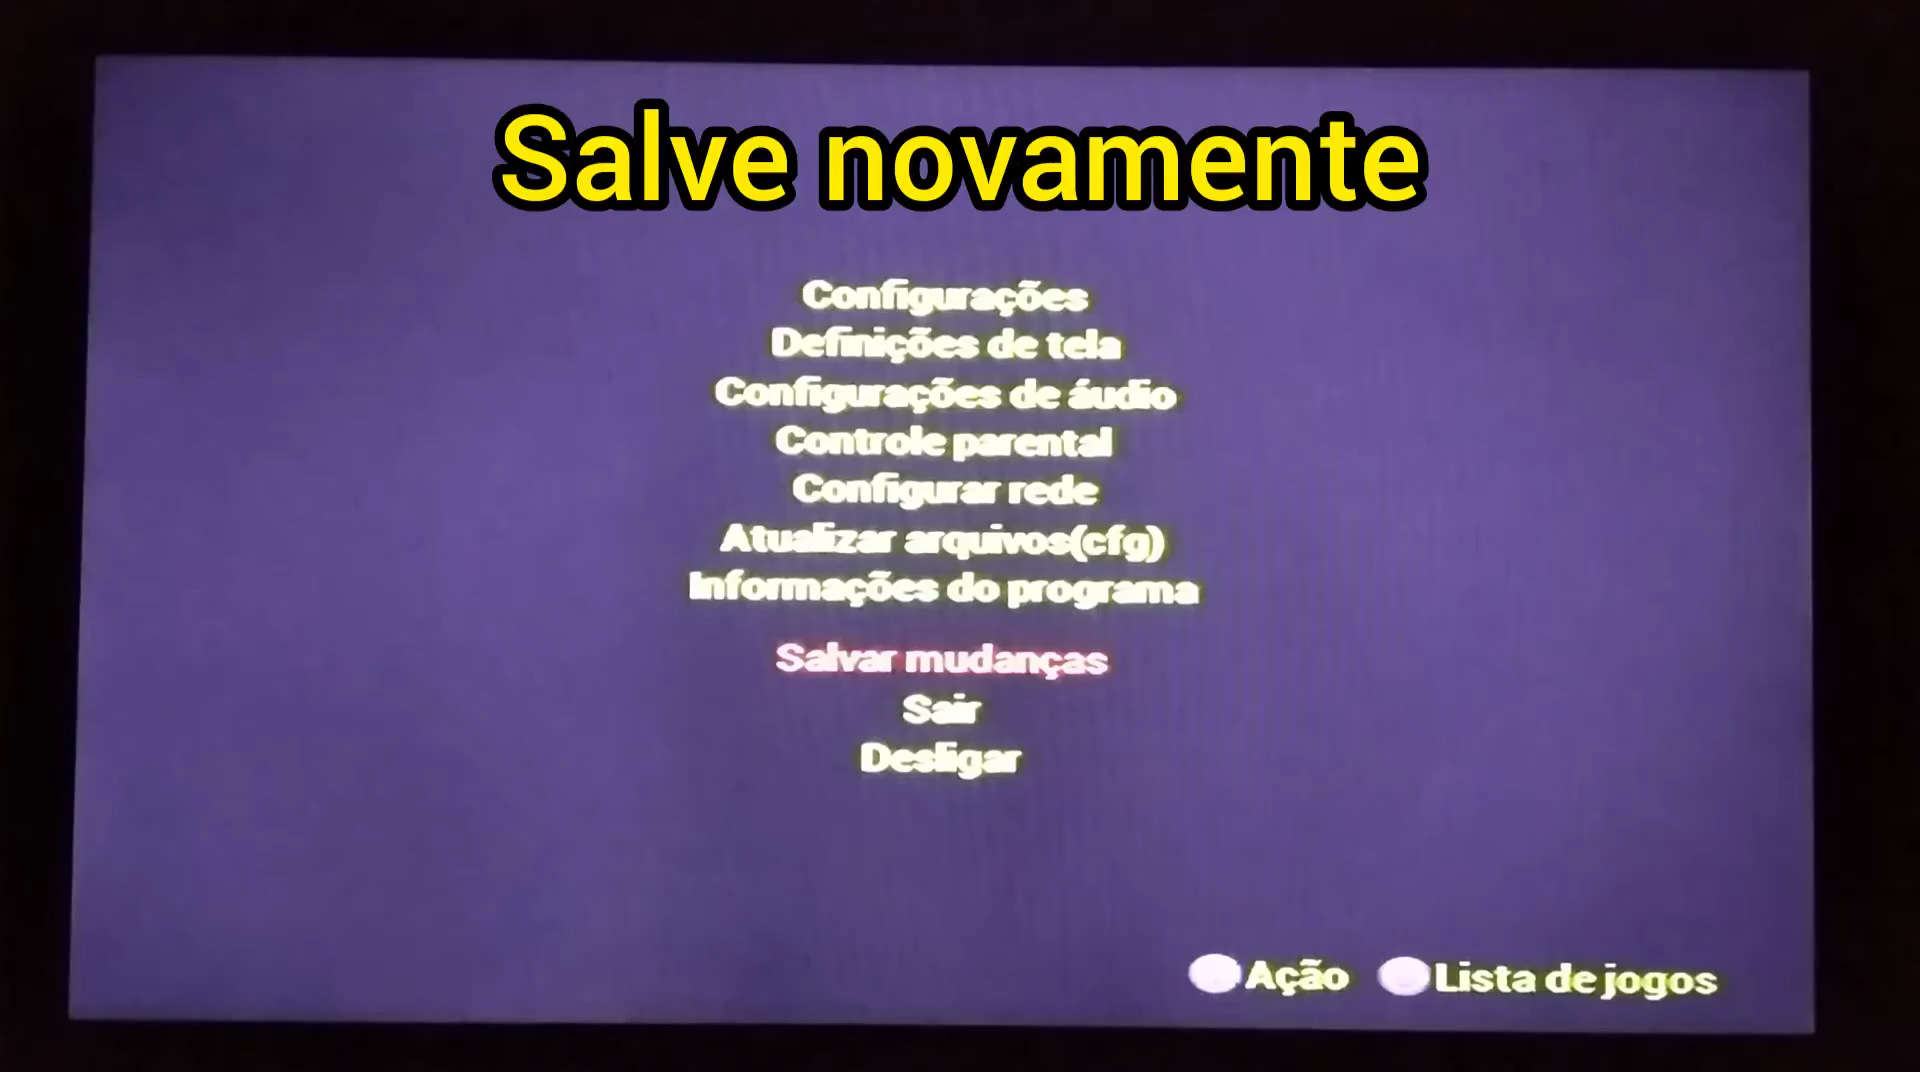 Salve novamente
Configurações
Definições de tela
Configurações de áudio
Controle parental
Configurar rede
Atualizar arquivos(cfg)
Informações do programa
Salvar mudanças
Sair
Desligar
Ação Lista de jogos